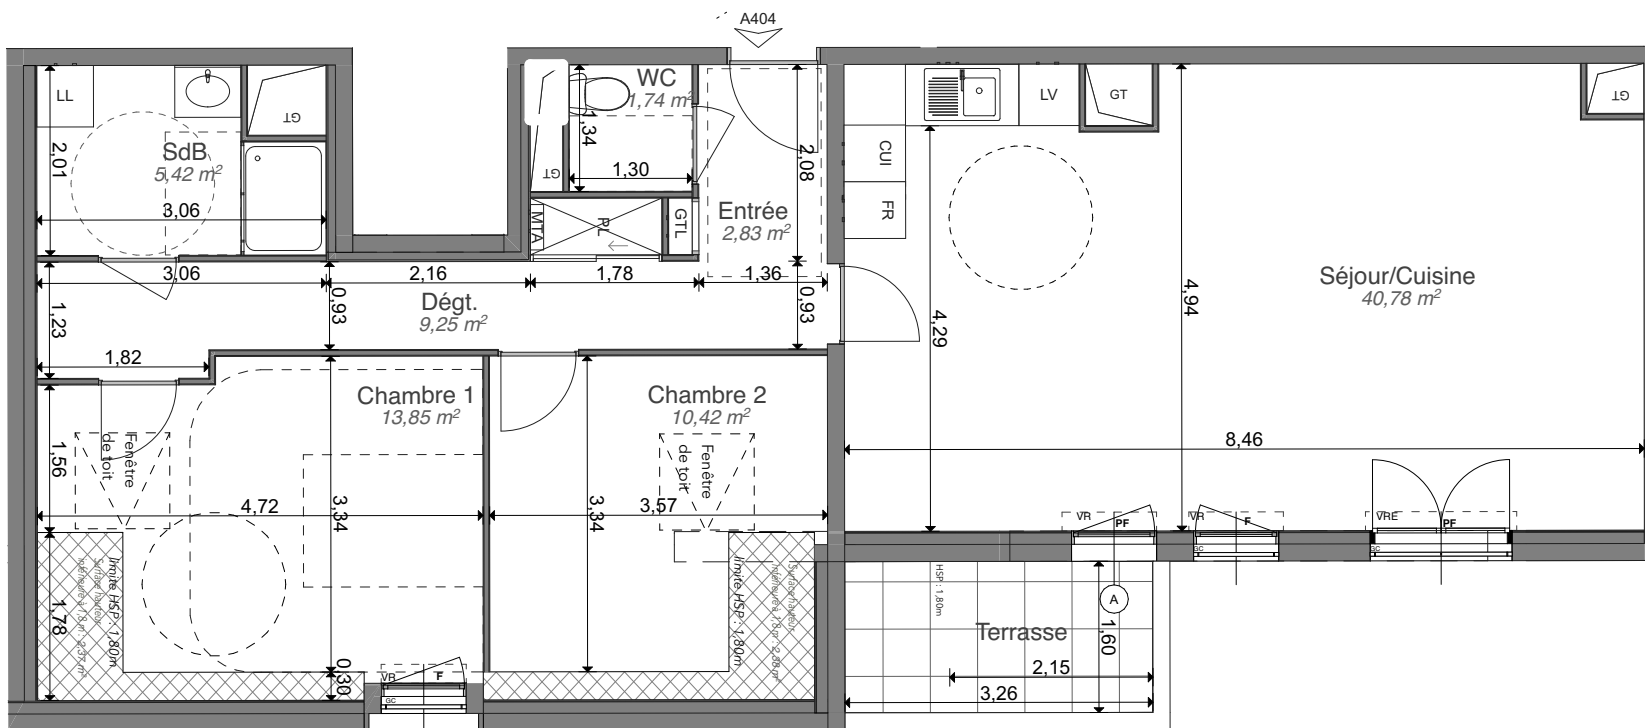 A404
LL
GT
SdB
5,42 m²
2,01
3,06
WC
1,74 m²
1,34
1,30
GT
2,08
MTA
PL
GTL
Entrée
2,83 m²
CUI
FR
LV
GT
GT
Séjour/Cuisine
40,78 m²
4,29
4,94
8,46
3,06
2,16
1,78
1,36
1,23
0,93
0,93
Dégt.
9,25 m²
1,82
Chambre 1
13,85 m²
Fenêtre
de toit
1,56
4,72
3,34
1,78
0,30
limite HSP : 1,80m
VR
F
GC
Chambre 2
10,42 m²
Fenêtre
de toit
3,34
3,57
limite HSP : 1,80m
VR
PF
VR
F
GC
VRE
PF
GC
HSP : 1,80m
A
Terrasse
1,60
2,15
3,26